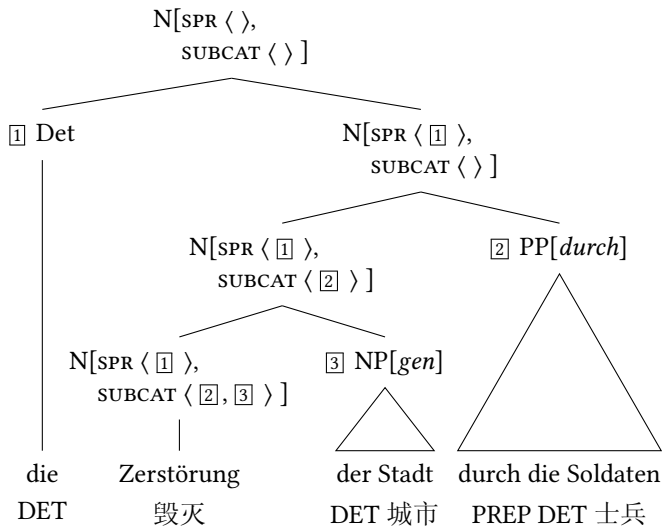 N[SPR ⟨ ⟩,
SUBCAT ⟨ ⟩ ]
1 Det
N[SPR ⟨ 1 ⟩,
SUBCAT ⟨ ⟩ ]
N[SPR ⟨ 1 ⟩,
SUBCAT ⟨ 2 ⟩ ]
2 PP[durch]
N[SPR ⟨ 1 ⟩,
SUBCAT ⟨ 2, 3 ⟩ ]
3 NP[gen]
die Zerstörung der Stadt durch die Soldaten
DET 毁灭 DET 城市 PREP DET 士兵